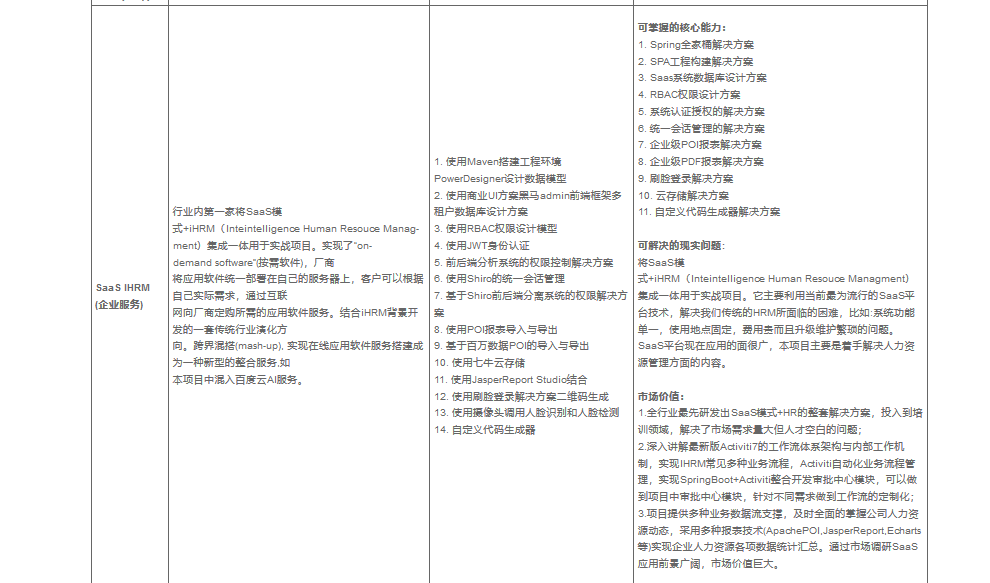 SaaS IHRM
(企业服务)
行业内第一家将SaaS模
式+iHRM（Inteintelligence Human Resouce Manag-
ment）集成一体用于实战项目。实现了"on-
demand software"(按需软件)，厂商
将应用软件统一部署在自己的服务器上，客户可以根据
自己实际需求，通过互联
网向厂商定购所需的应用软件服务。结合iHRM背景开
发的一套传统行业演化方
向。跨界混搭(mash-up), 实现在线应用软件服务搭建成
为一种新型的整合服务,如
本项目中混入百度云AI服务。
1. 使用Maven搭建工程环境
PowerDesigner设计数据模型
2. 使用商业UI方案黑马admin前端框架多
租户数据库设计方案
3. 使用RBAC权限设计模型
4. 使用JWT身份认证
5. 前后端分析系统的权限控制解决方案
6. 使用Shiro的统一会话管理
7. 基于Shiro前后端分离系统的权限解决方
案
8. 使用POI报表导入与导出
9. 基于百万数据POI的导入与导出
10. 使用七牛云存储
11. 使用JasperReport Studio结合
12. 使用刷脸登录解决方案二维码生成
13. 使用摄像头调用人脸识别和人脸检测
14. 自定义代码生成器
可掌握的核心能力：
1. Spring全家桶解决方案
2. SPA工程构建解决方案
3. Saas系统数据库设计方案
4. RBAC权限设计方案
5. 系统认证授权的解决方案
6. 统一会话管理的解决方案
7. 企业级POI报表解决方案
8. 企业级PDF报表解决方案
9. 刷脸登录解决方案
10. 云存储解决方案
11. 自定义代码生成器解决方案
可解决的现实问题：
将SaaS模
式+iHRM（Inteintelligence Human Resouce Managment）
集成一体用于实战项目。它主要利用当前最为流行的SaaS平
台技术，解决我们传统的HRM所面临的困难，比如:系统功能
单一，使用地点固定，费用贵而且升级维护繁琐的问题。
SaaS平台现在应用的面很广，本项目主要是着手解决人力资
源管理方面的内容。
市场价值：
1.全行业最先研发出SaaS模式+HR的整套解决方案，投入到培
训领域，解决了市场需求量大但人才空白的问题；
2.深入讲解最新版Activiti7的工作流体系架构与内部工作机
制，实现IHRM常见多种业务流程，Activiti自动化业务流程管
理，实现SpringBoot+Activiti整合开发审批中心模块，可以做
到项目中审批中心模块，针对不同需求做到工作流的定制化；
3.项目提供多种业务数据流支撑，及时全面的掌握公司人力资
源动态，采用多种报表技术(ApachePOI,JasperReport,Echarts
等)实现企业人力资源各项数据统计汇总。通过市场调研SaaS
应用前景广阔，市场价值巨大。